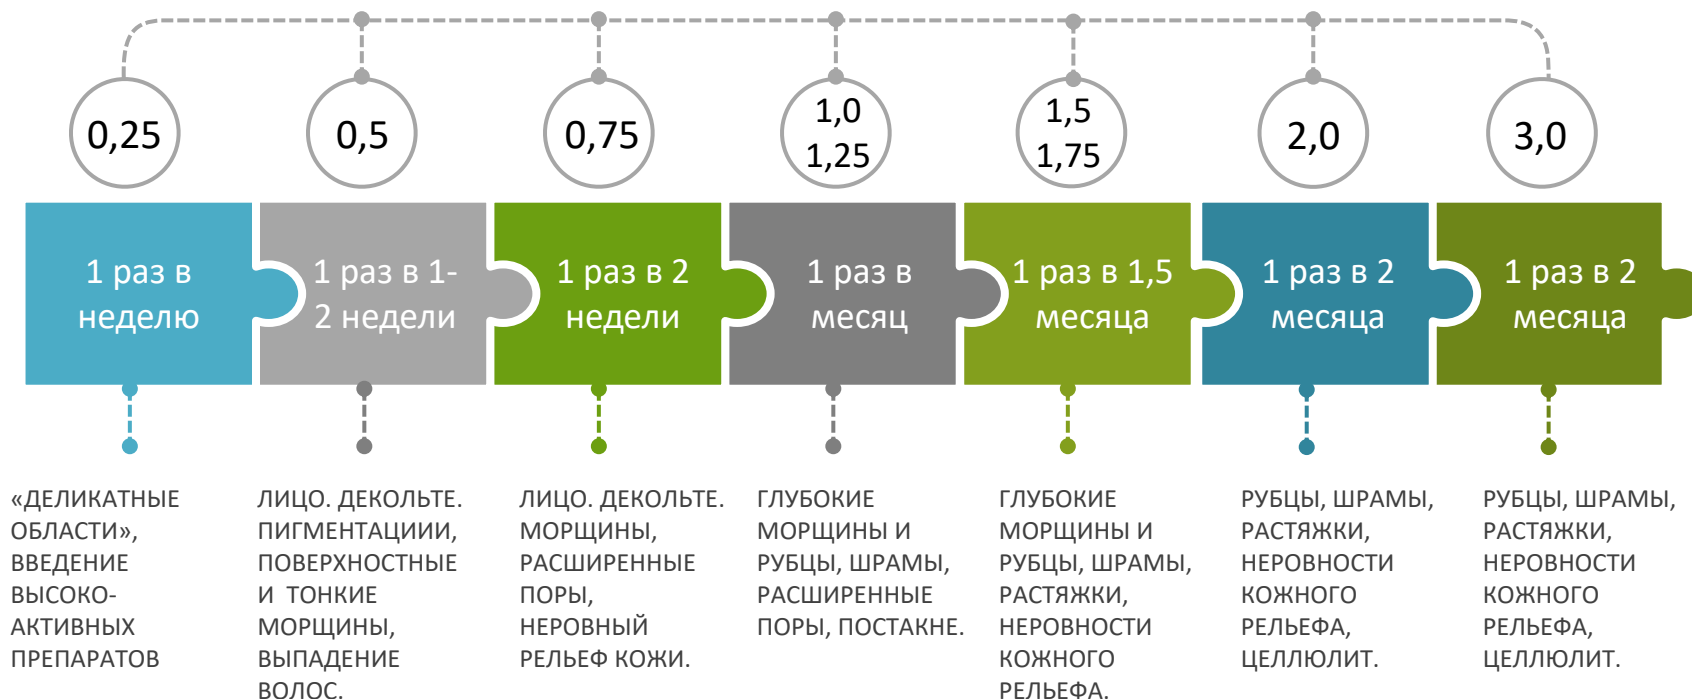 0,25
0,5
0,75
1,0
1,25
1,5
1,75
2,0
3,0
1 раз в
неделю
1 раз в 1-
2 недели
1 раз в 2
недели
1 раз в
месяц
1 раз в 1,5
месяца
1 раз в 2
месяца
1 раз в 2
месяца
«ДЕЛИКАТНЫЕ
ОБЛАСТИ»,
ВВЕДЕНИЕ
ВЫСОКО-
АКТИВНЫХ
ПРЕПАРАТОВ
ЛИЦО. ДЕКОЛЬТЕ.
ПИГМЕНТАЦИИИ,
ПОВЕРХНОСТНЫЕ
И ТОНКИЕ
МОРЩИНЫ,
ВЫПАДЕНИЕ
ВОЛОС.
ЛИЦО. ДЕКОЛЬТЕ.
МОРЩИНЫ,
РАСШИРЕННЫЕ
ПОРЫ,
НЕРОВНЫЙ
РЕЛЬЕФ КОЖИ.
ГЛУБОКИЕ
МОРЩИНЫ И
РУБЦЫ, ШРАМЫ,
РАСШИРЕННЫЕ
ПОРЫ, ПОСТАКНЕ.
ГЛУБОКИЕ
МОРЩИНЫ И
РУБЦЫ, ШРАМЫ,
РАСТЯЖКИ,
НЕРОВНОСТИ
КОЖНОГО
РЕЛЬЕФА.
РУБЦЫ, ШРАМЫ,
РАСТЯЖКИ,
НЕРОВНОСТИ
КОЖНОГО
РЕЛЬЕФА,
ЦЕЛЛЮЛИТ.
РУБЦЫ, ШРАМЫ,
РАСТЯЖКИ,
НЕРОВНОСТИ
КОЖНОГО
РЕЛЬЕФА,
ЦЕЛЛЮЛИТ.